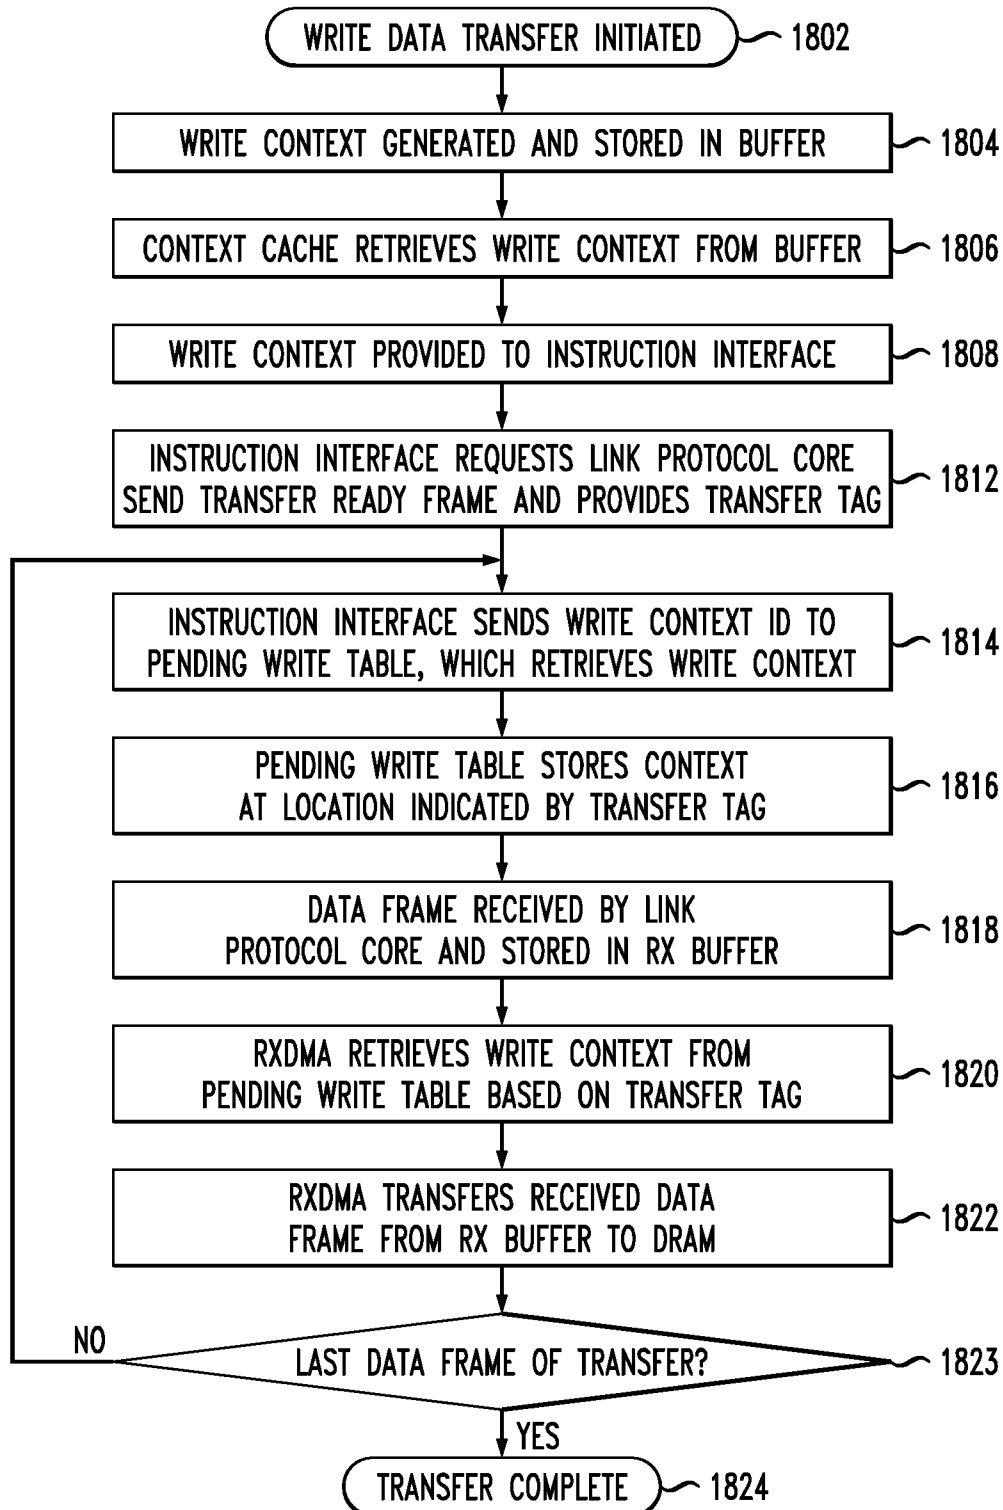 WRITE DATA TRANSFER INITIATED 1802
WRITE CONTEXT GENERATED AND STORED IN BUFFER 1804
CONTEXT CACHE RETRIEVES WRITE CONTEXT FROM BUFFER 1806
WRITE CONTEXT PROVIDED TO INSTRUCTION INTERFACE 1808
INSTRUCTION INTERFACE REQUESTS LINK PROTOCOL CORE
SEND TRANSFER READY FRAME AND PROVIDES TRANSFER TAG
1812
INSTRUCTION INTERFACE SENDS WRITE CONTEXT ID TO
PENDING WRITE TABLE, WHICH RETRIEVES WRITE CONTEXT
1814
PENDING WRITE TABLE STORES CONTEXT
AT LOCATION INDICATED BY TRANSFER TAG
1816
DATA FRAME RECEIVED BY LINK
PROTOCOL CORE AND STORED IN RX BUFFER
1818
RXDMA RETRIEVES WRITE CONTEXT FROM
PENDING WRITE TABLE BASED ON TRANSFER TAG
1820
RXDMA TRANSFERS RECEIVED DATA
FRAME FROM RX BUFFER TO DRAM
1822
NO
LAST DATA FRAME OF TRANSFER? 1823
YES
TRANSFER COMPLETE 1824